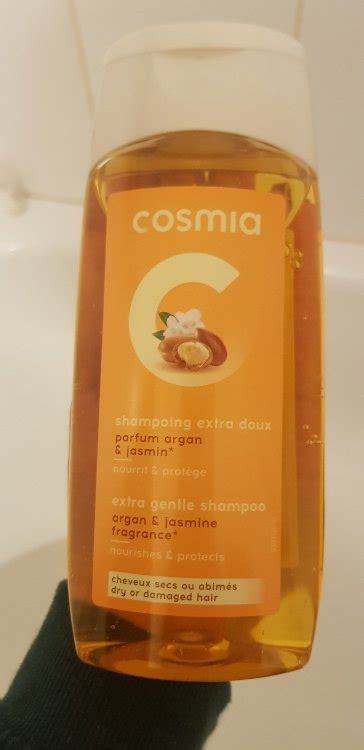 cosmia
C
shampoing extra doux
parfum argan
& jasmin*
nourrit & protège
extra gentle shampoo
argan & jasmine
fragrance*
nourishes & protects
cheveux secs ou abîmés
dry or damaged hair